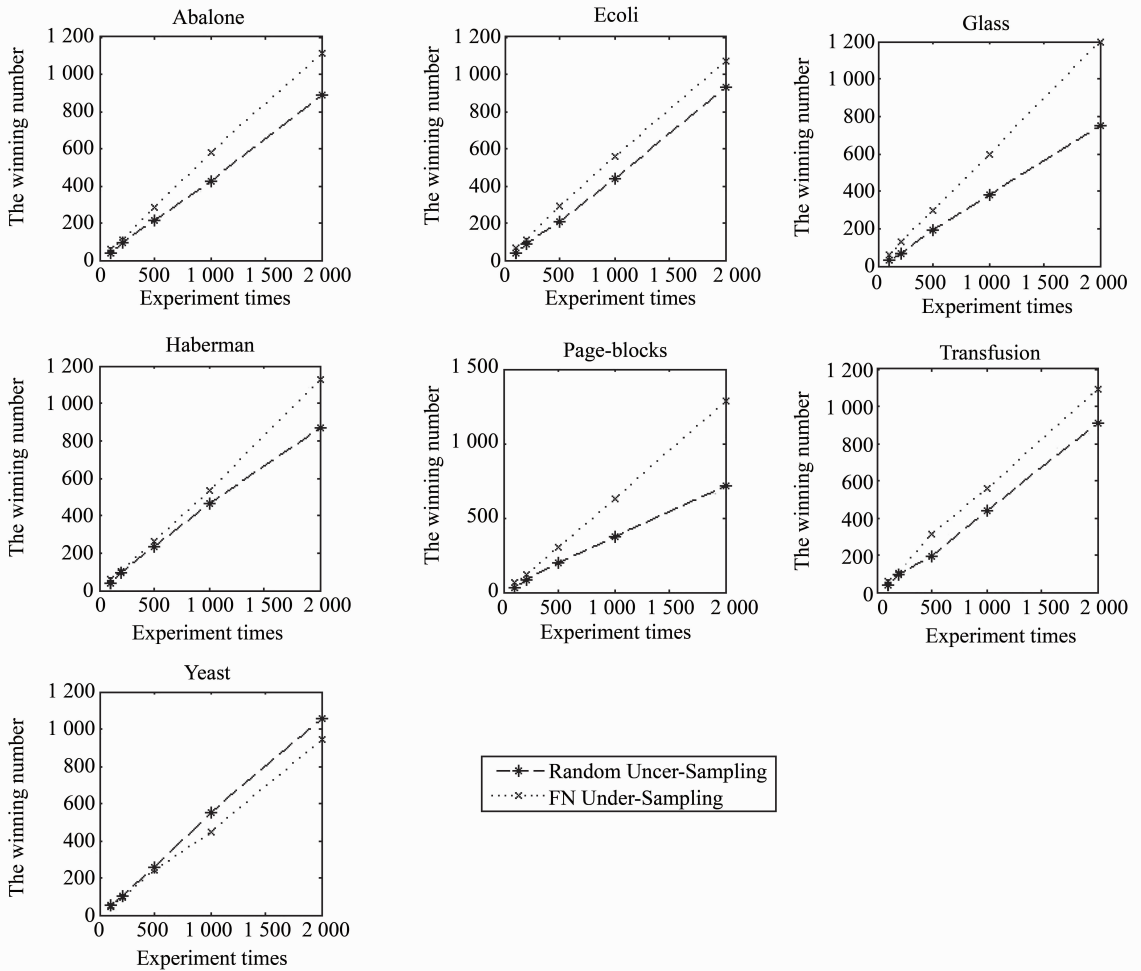 Abalone
The winning number
1 200
1 000
800
600
400
200
0
0 500 1 000 1 500 2 000
Experiment times
Ecoli
The winning number
1 200
1 000
800
600
400
200
0
0 500 1 000 1 500 2 000
Experiment times
Glass
The winning number
1 200
1 000
800
600
400
200
0
0 500 1 000 1 500 2 000
Experiment times
Haberman
The winning number
1 200
1 000
800
600
400
200
0
0 500 1 000 1 500 2 000
Experiment times
Page-blocks
The winning number
1 500
1 000
500
0
0 500 1 000 1 500 2 000
Experiment times
Transfusion
The winning number
1 200
1 000
800
600
400
200
0
0 500 1 000 1 500 2 000
Experiment times
Yeast
The winning number
1 200
1 000
800
600
400
200
0
0 500 1 000 1 500 2 000
Experiment times
Random Uncer-Sampling
FN Under-Sampling